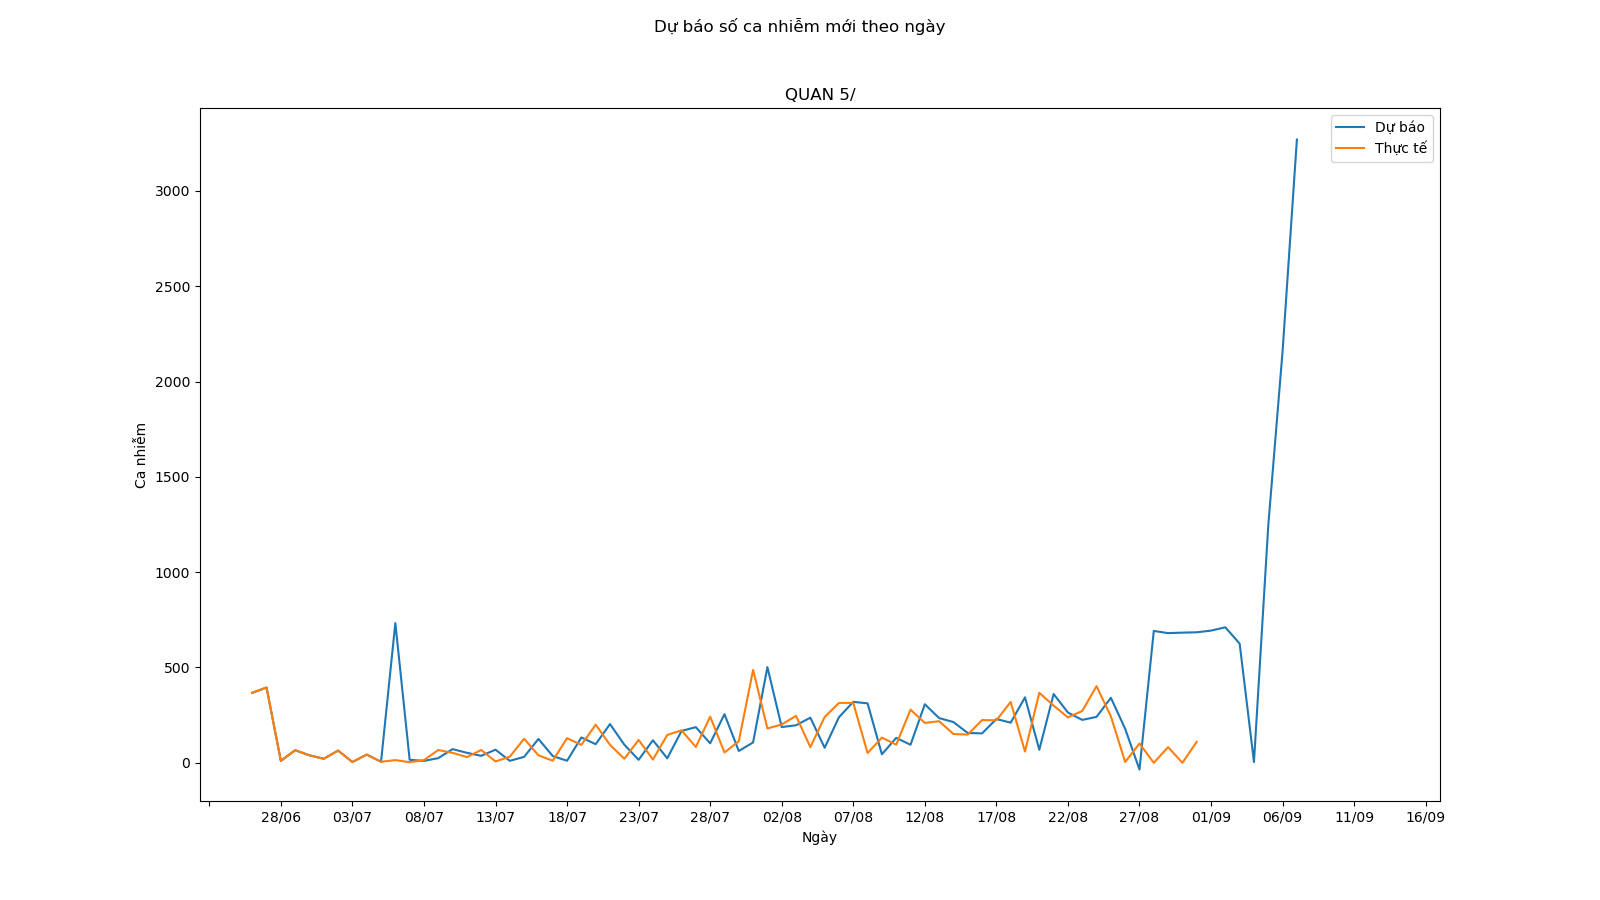 Dự báo số ca nhiễm mới theo ngày
QUAN 5/
Dự báo
Thực tế
3000
2500
2000
1500
1000
500
0
Ca nhiễm
28/06 03/07 08/07 13/07 18/07 23/07 28/07 02/08 07/08 12/08 17/08 22/08 27/08 01/09 06/09 11/09 16/09
Ngày